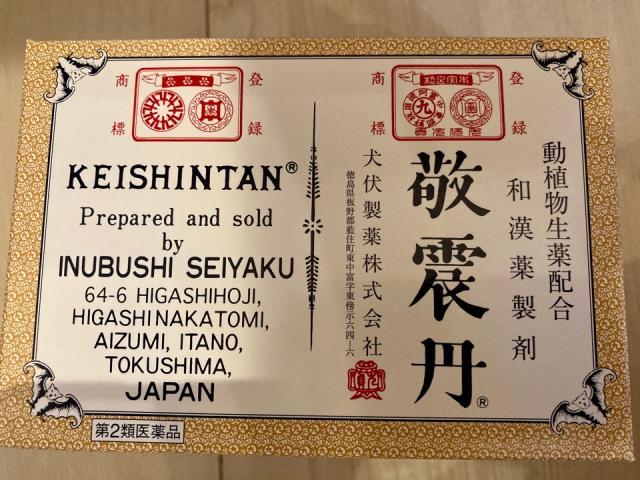 登録
商標
登録
商標
KEISHINTAN®
Prepared and sold
by
INUBUSHI SEIYAKU
64-6 HIGASHIHOJI,
HIGASHINAKATOMI,
AIZUMI, ITANO,
TOKUSHIMA,
JAPAN
動植物生薬配合
和漢薬製剤
敬震丹®
犬伏製薬株式会社
徳島県板野郡藍住町東中富字東傍示六四ー六
第2類医薬品